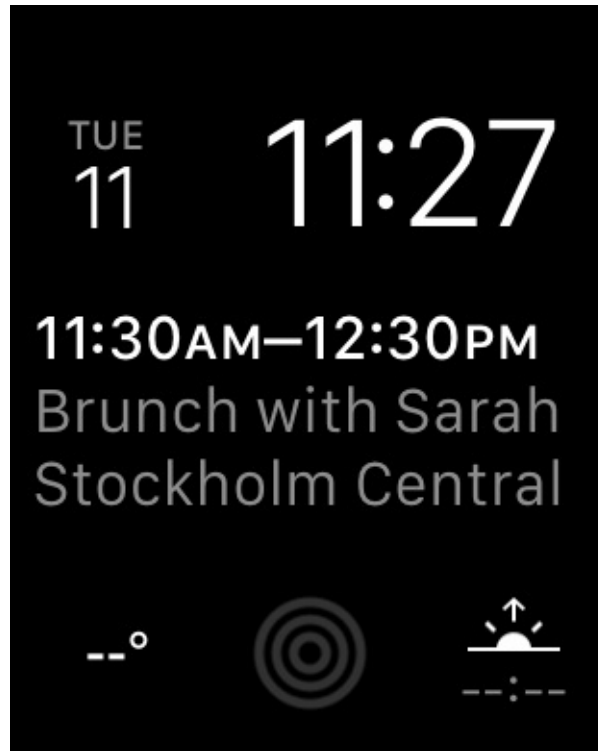 TUE
11
11:27
11:30AM–12:30PM
Brunch with Sarah
Stockholm Central
--°
--:--